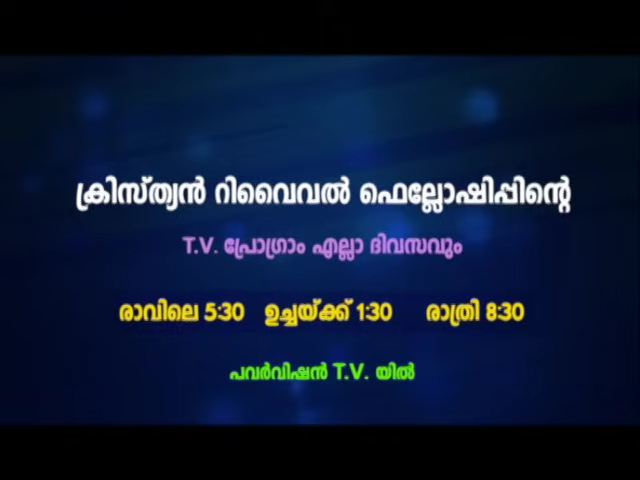 ക്രിസ്ത്യൻ റിവൈവൽ ഫെല്ലോഷിപ്പിന്റെ
T.V. പ്രോഗ്രാം എല്ലാ ദിവസവും
രാവിലെ 5:30 ഉച്ചയ്ക്ക് 1:30 രാത്രി 8:30
പവർവിഷൻ T.V. യിൽ